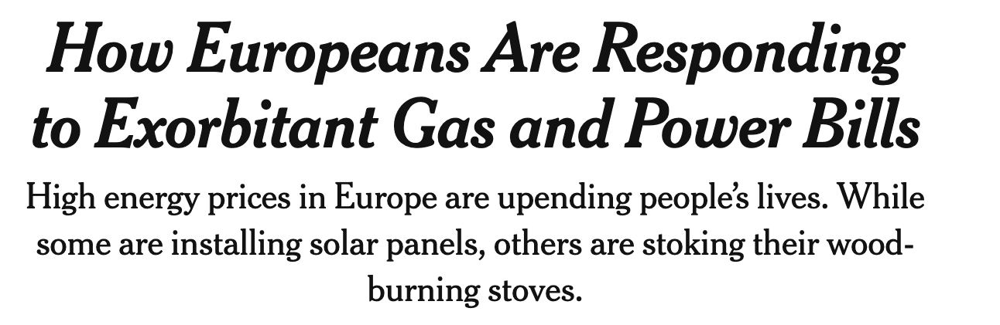 How Europeans Are Responding
to Exorbitant Gas and Power Bills
High energy prices in Europe are upending people’s lives. While
some are installing solar panels, others are stoking their wood-
burning stoves.